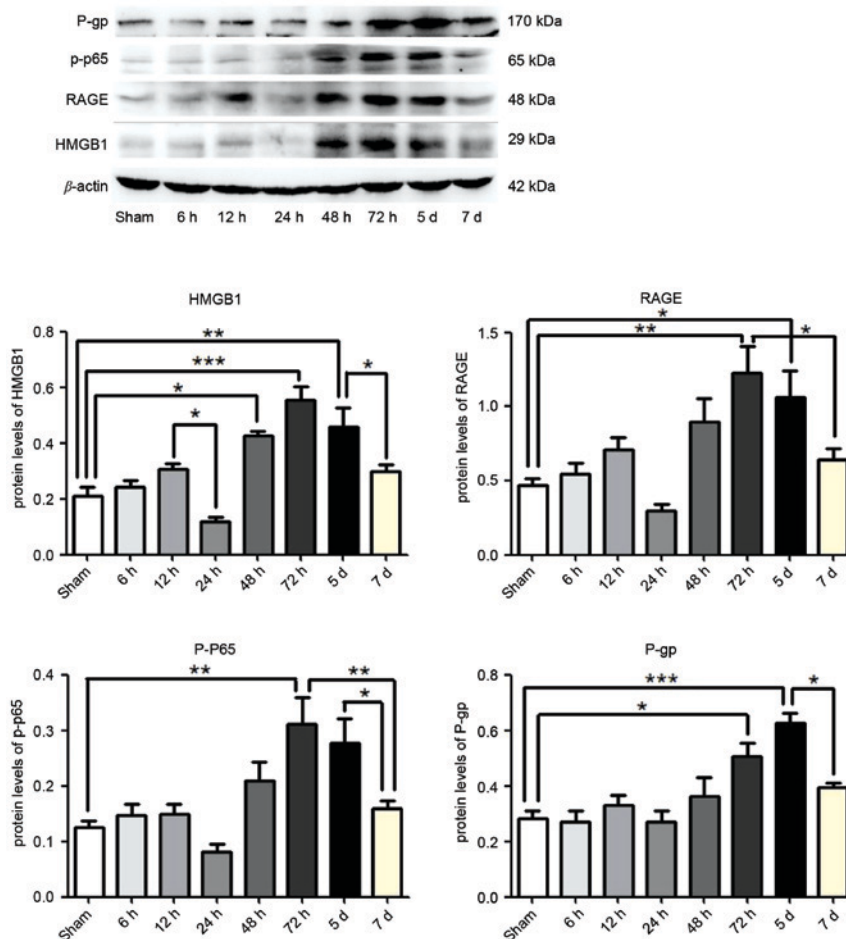 P-gp 170 kDa
p-p65 65 kDa
RAGE 48 kDa
HMGB1 29 kDa
β-actin 42 kDa
Sham 6 h 12 h 24 h 48 h 72 h 5 d 7 d
HMGB1
protein levels of HMGB1
0.8
0.6
0.4
0.2
0.0
**
***
*
*
*
Sham 6 h 12 h 24 h 48 h 72 h 5 d 7 d
RAGE
protein levels of RAGE
1.5
1.0
0.5
0.0
*
**
*
Sham 6 h 12 h 24 h 48 h 72 h 5 d 7 d
P-P65
protein levels of p-p65
0.4
0.3
0.2
0.1
0.0
**
**
*
Sham 6 h 12 h 24 h 48 h 72 h 5 d 7 d
P-gp
protein levels of P-gp
0.8
0.6
0.4
0.2
0.0
***
*
*
Sham 6 h 12 h 24 h 48 h 72 h 5 d 7 d